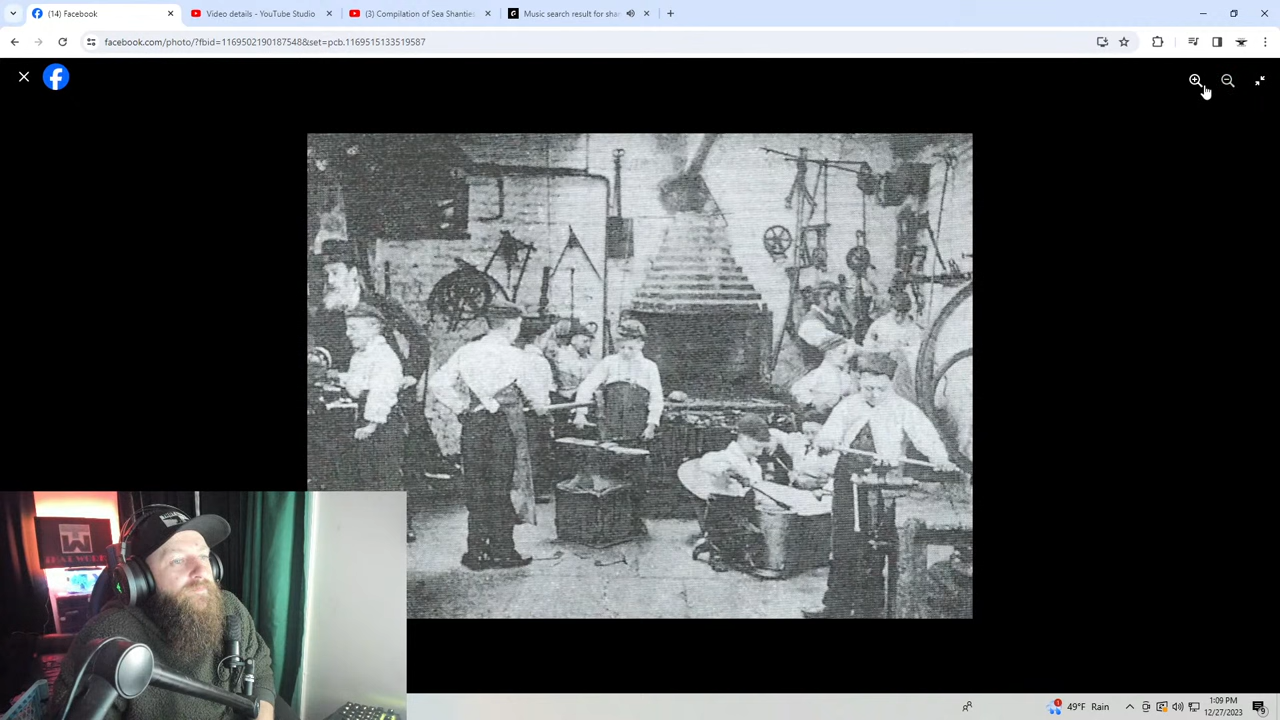 (14) Facebook
Video details - YouTube Studio
(3) Compilation of Sea Shanties
Music search result for sha
facebook.com/photo/?fbid=1169502190187548&set=pcb.1169515133519587
49°F Rain
1:09 PM
12/27/2023